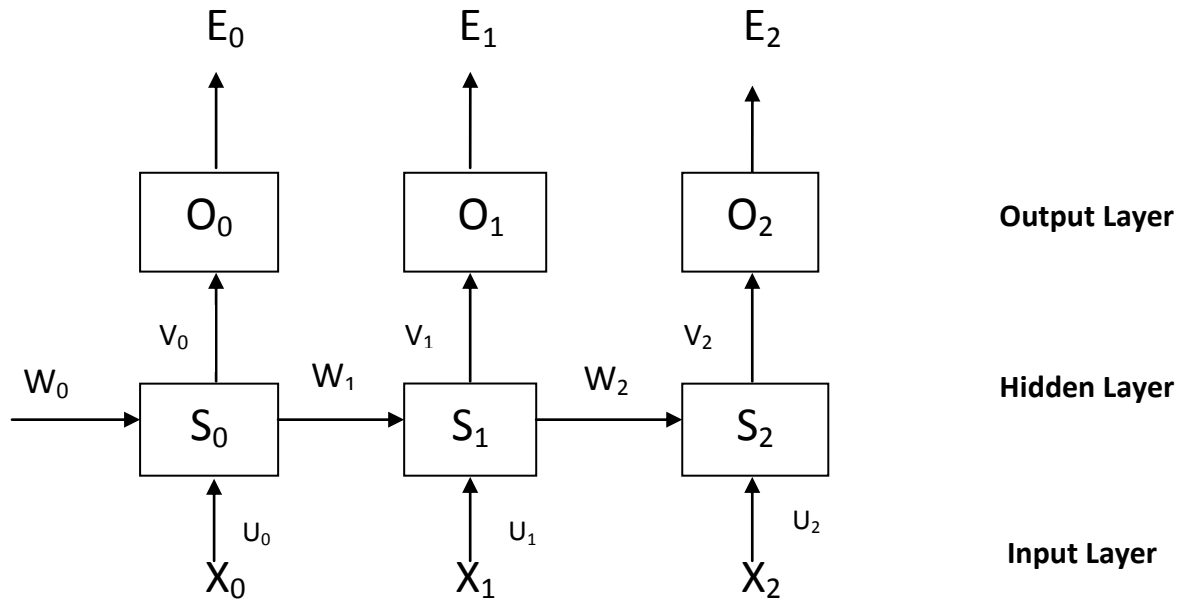 E₀ E₁ E₂
O₀ O₁ O₂ Output Layer
V₀ V₁ V₂
W₀ W₁ W₂
S₀ S₁ S₂ Hidden Layer
U₀ U₁ U₂
X₀ X₁ X₂ Input Layer